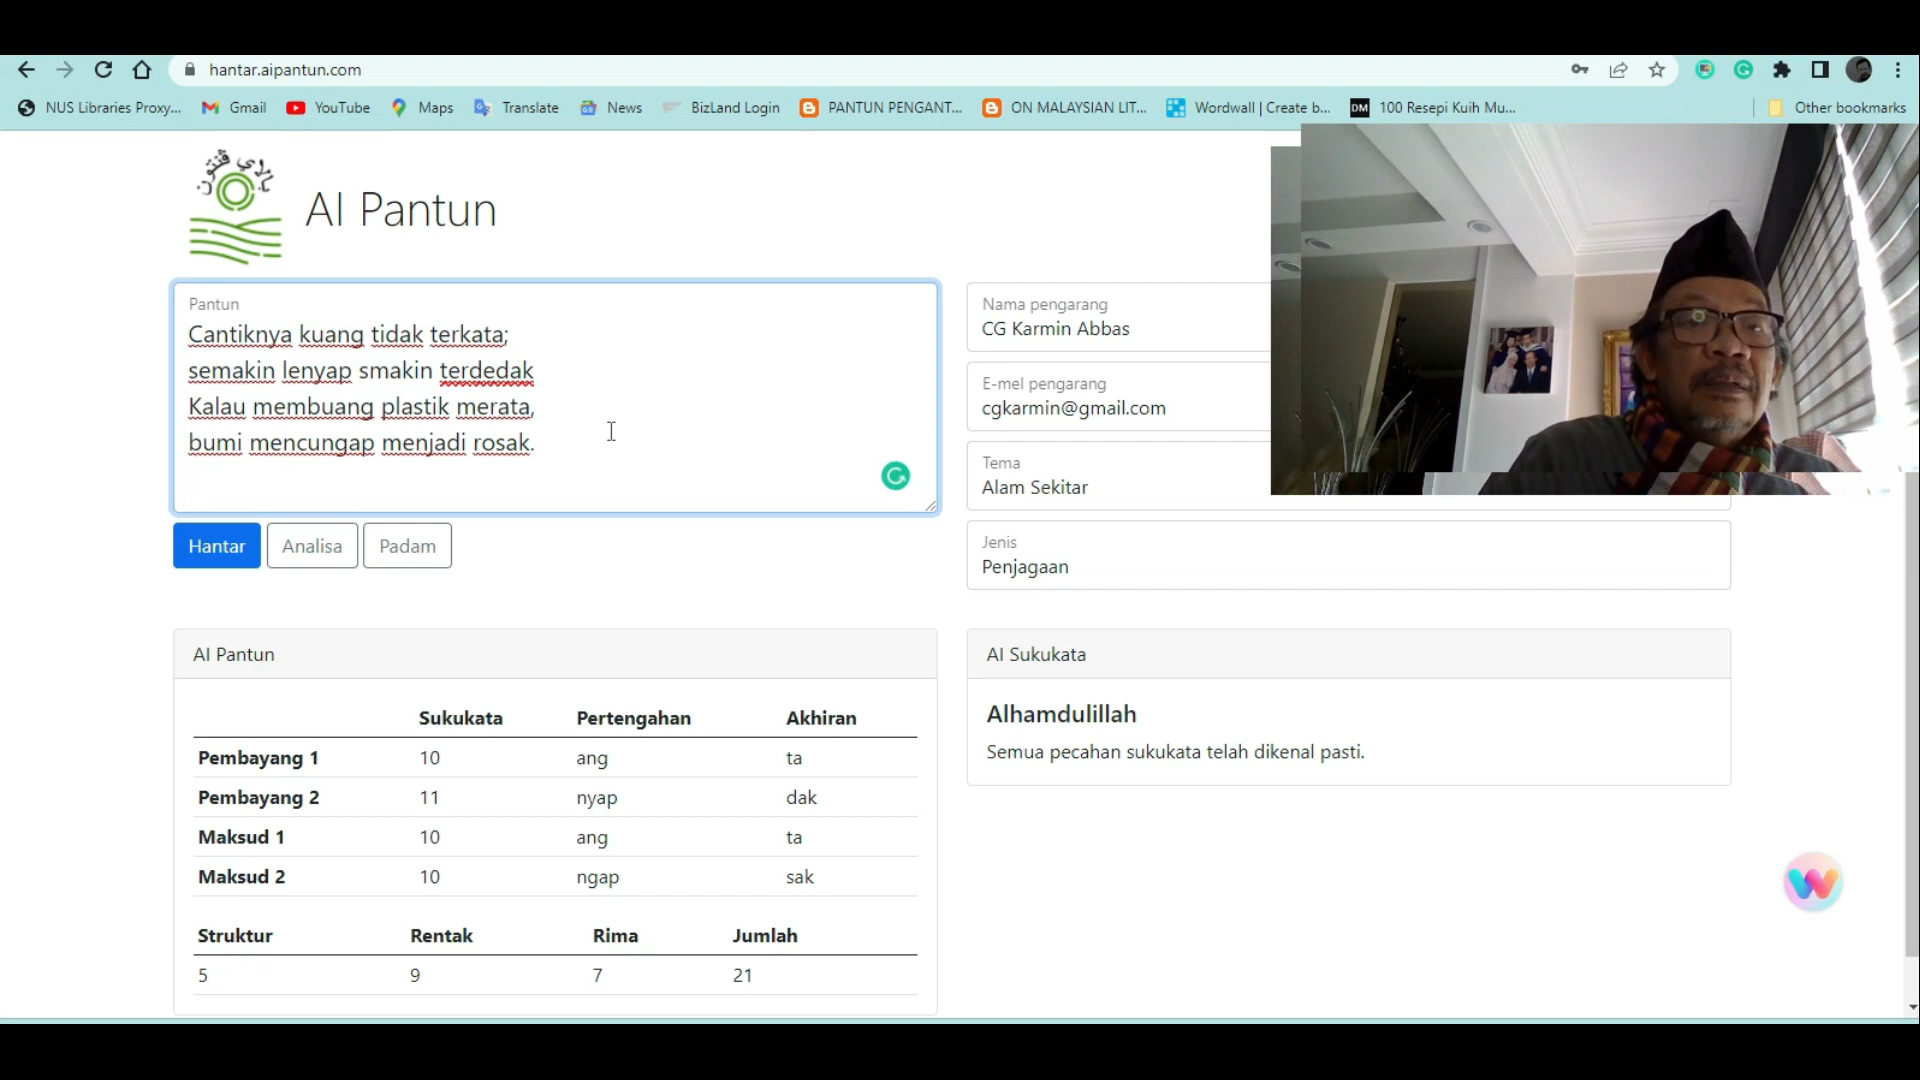 hantar.aipantun.com
NUS Libraries Proxy... Gmail YouTube Maps Translate News BizLand Login PANTUN PENGANT... ON MALAYSIAN LIT... Wordwall | Create b... DM 100 Resepi Kuih Mu... Other bookmarks
بالاي ڤنتون
AI Pantun
Pantun
Cantiknya kuang tidak terkata;
semakin lenyap smakin terdedak
Kalau membuang plastik merata,
bumi mencungap menjadi rosak.
Hantar Analisa Padam
Nama pengarang
CG Karmin Abbas
E-mel pengarang
cgkarmin@gmail.com
Tema
Alam Sekitar
Jenis
Penjagaan
AI Pantun
Sukukata Pertengahan Akhiran
Pembayang 1 10 ang ta
Pembayang 2 11 nyap dak
Maksud 1 10 ang ta
Maksud 2 10 ngap sak
Struktur Rentak Rima Jumlah
5 9 7 21
AI Sukukata
Alhamdulillah
Semua pecahan sukukata telah dikenal pasti.